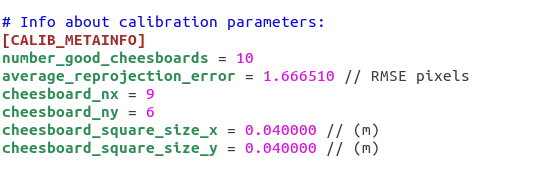 # Info about calibration parameters:
[CALIB_METAINFO]
number_good_cheesboards = 10
average_reprojection_error = 1.666510 // RMSE pixels
cheesboard_nx = 9
cheesboard_ny = 6
cheesboard_square_size_x = 0.040000 // (m)
cheesboard_square_size_y = 0.040000 // (m)